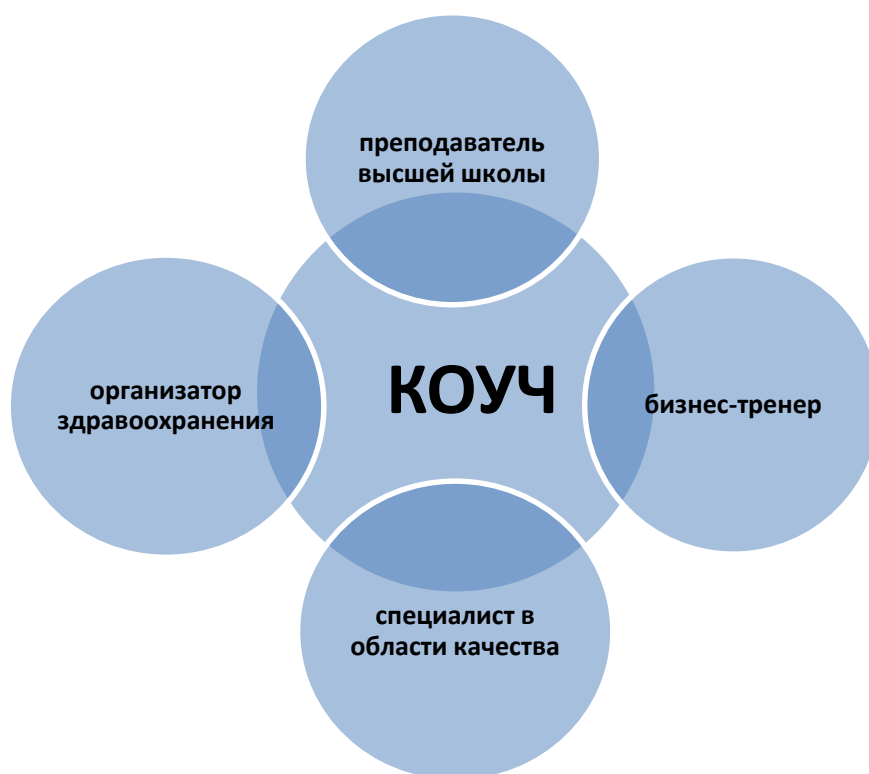 преподаватель
высшей школы
КОУЧ
организатор
здравоохранения
бизнес-тренер
специалист в
области качества